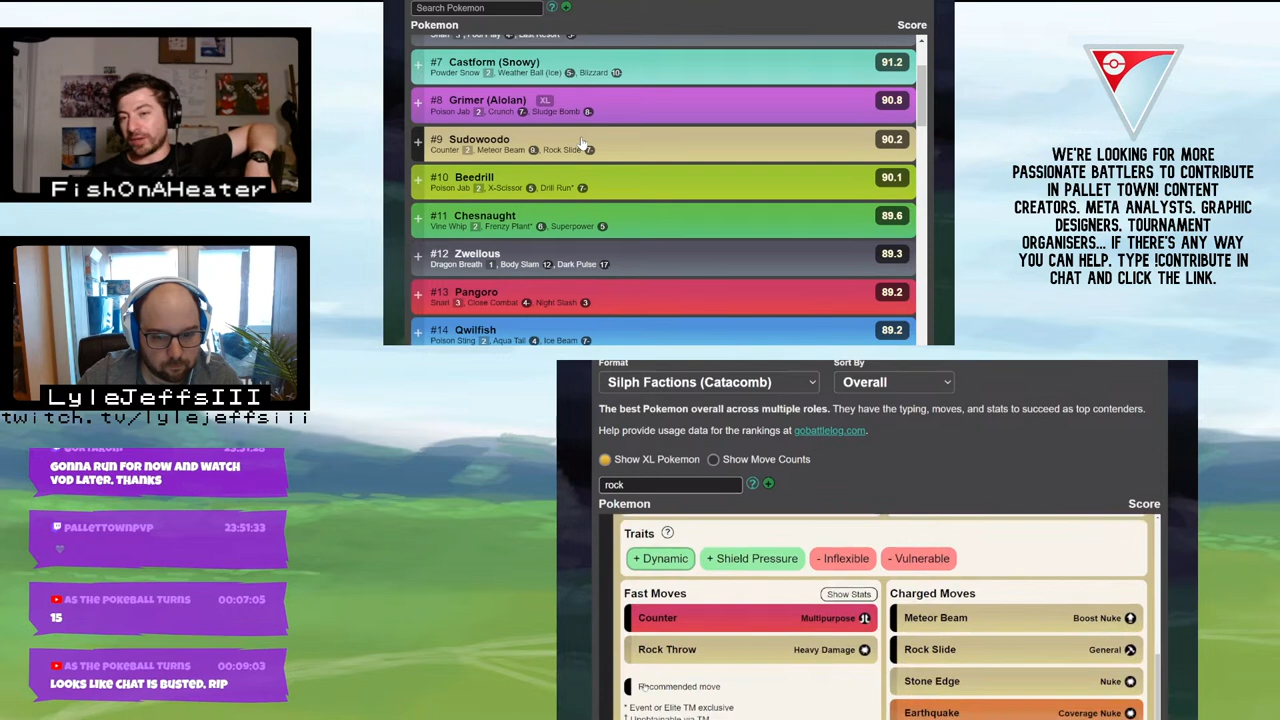 FishOnAHeater
LyleJeffsIII
twitch.tv/lylejeffsiii
GONNA RUN FOR NOW AND WATCH
VOD LATER, THANKS
PALLETTOWNPVP 23:51:33
AS THE POKEBALL TURNS 00:07:05
15
AS THE POKEBALL TURNS 00:09:03
LOOKS LIKE CHAT IS BUSTED. RIP
Search Pokemon ?
Pokemon Score
#7 Castform (Snowy) 91.2
Powder Snow 2, Weather Ball (Ice) 5-, Blizzard 10-
#8 Grimer (Alolan) XL 90.8
Poison Jab 2, Crunch 7-, Sludge Bomb 8-
#9 Sudowoodo 90.2
Counter 2, Meteor Beam 9, Rock Slide 7-
#10 Beedrill 90.1
Poison Jab 2, X-Scissor 5, Drill Run* 7-
#11 Chesnaught 89.6
Vine Whip 2, Frenzy Plant* 6, Superpower 5
#12 Zwellous 89.3
Dragon Breath 1, Body Slam 12, Dark Pulse 17
#13 Pangoro 89.2
Snarl 3, Close Combat 4-, Night Slash 3
#14 Qwilfish 89.2
Poison Sting 2, Aqua Tail 4, Ice Beam 7-
WE'RE LOOKING FOR MORE
PASSIONATE BATTLERS TO CONTRIBUTE
IN PALLET TOWN! CONTENT
CREATORS, META ANALYSTS, GRAPHIC
DESIGNERS, TOURNAMENT
ORGANISERS... IF THERE'S ANY WAY
YOU CAN HELP, TYPE !CONTRIBUTE IN
CHAT AND CLICK THE LINK.
Format Sort By
Silph Factions (Catacomb) Overall
The best Pokemon overall across multiple roles. They have the typing, moves, and stats to succeed as top contenders.
Help provide usage data for the rankings at gobattlelog.com.
Show XL Pokemon Show Move Counts
rock ?
Pokemon Score
Traits ?
+ Dynamic + Shield Pressure - Inflexible - Vulnerable
Fast Moves Show Stats Charged Moves
Counter Multipurpose Meteor Beam Boost Nuke
Rock Throw Heavy Damage Rock Slide General
Stone Edge Nuke
Recommended move
* Event or Elite TM exclusive
Earthquake Coverage Nuke
† Unobtainable via TM